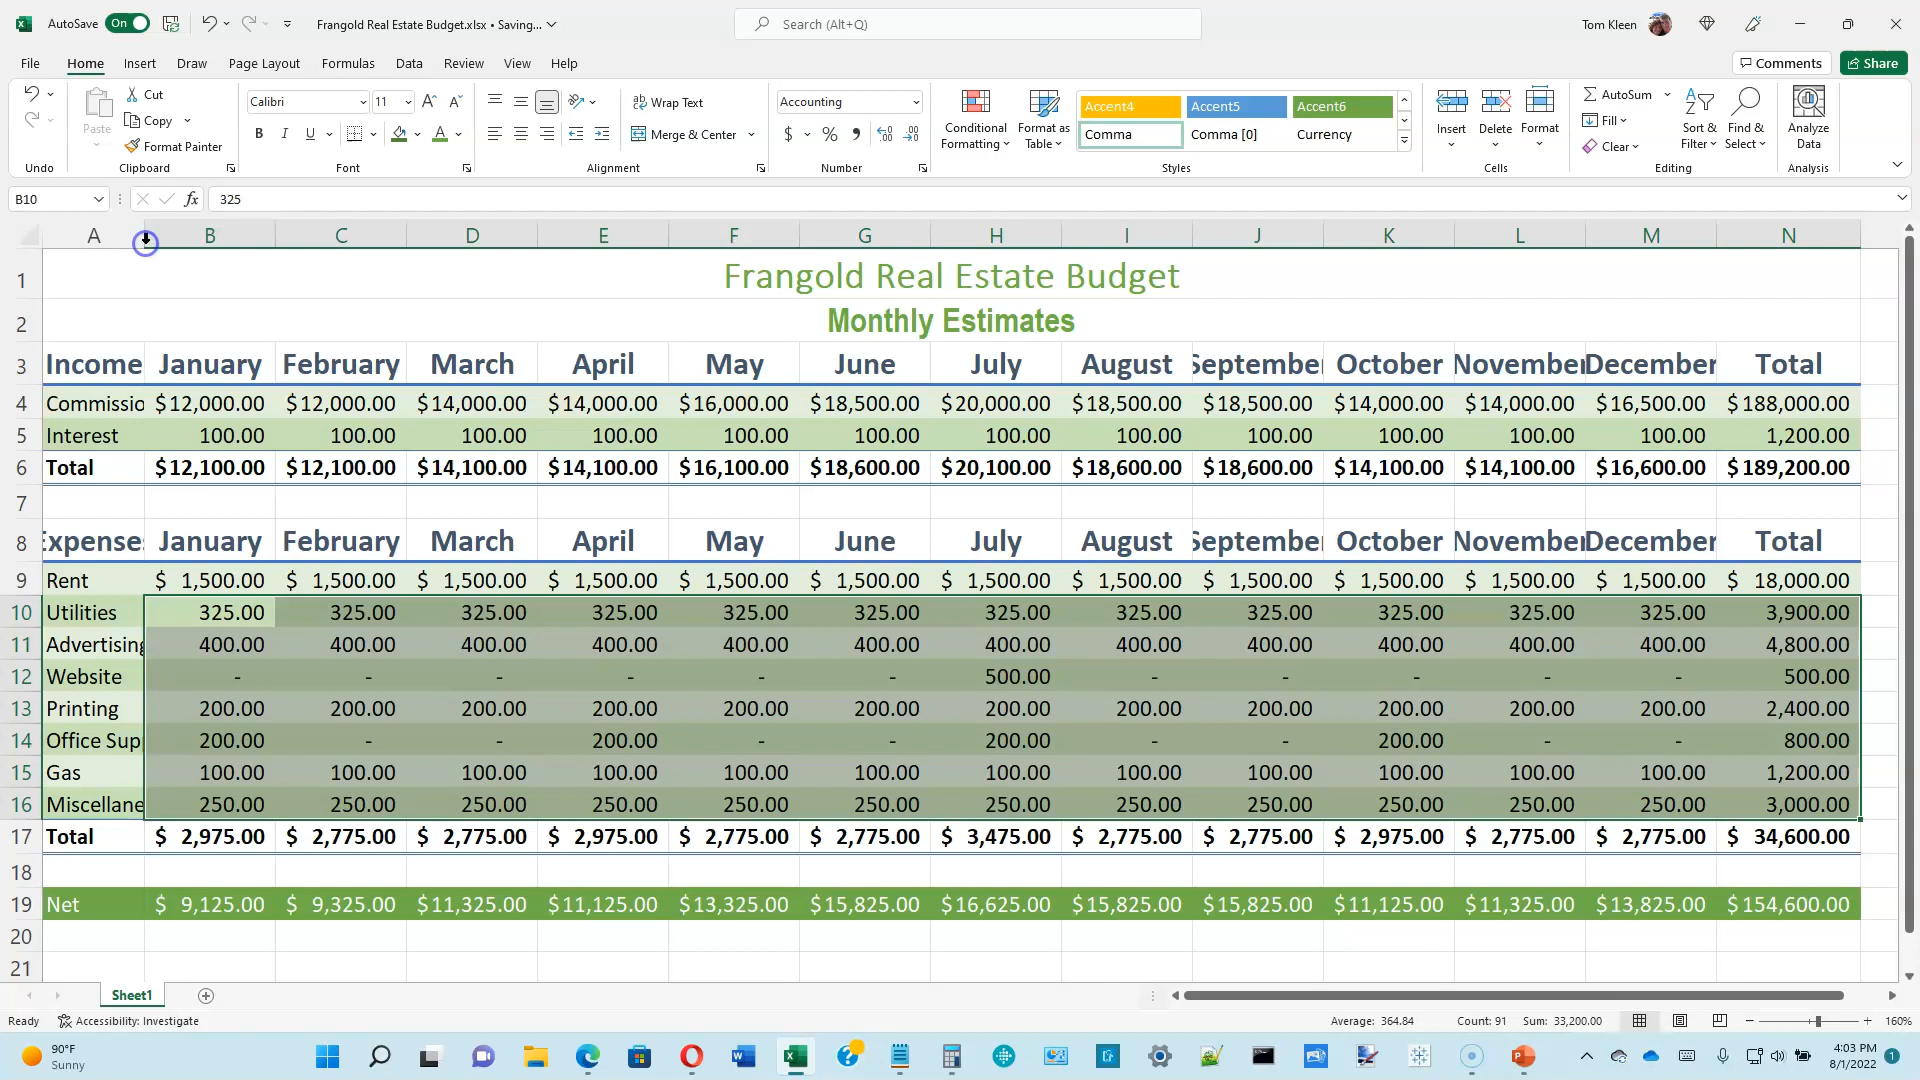 AutoSave On Frangold Real Estate Budget.xlsx • Saving... Search (Alt+Q) Tom Kleen
File Home Insert Draw Page Layout Formulas Data Review View Help Comments Share
Paste Cut Copy Format Painter
Calibri 11 B I U
Wrap Text Merge & Center
Accounting $ % , 
Conditional Formatting Format as Table
Accent4 Accent5 Accent6
Comma Comma [0] Currency
Insert Delete Format
AutoSum Fill Clear Sort & Filter Find & Select
Analyze Data
Undo Clipboard Font Alignment Number Styles Cells Editing Analysis
B10 fx 325
A B C D E F G H I J K L M N
1 Frangold Real Estate Budget
2 Monthly Estimates
3 Income January February March April May June July August September October November December Total
4 Commissio $12,000.00 $12,000.00 $14,000.00 $14,000.00 $16,000.00 $18,500.00 $20,000.00 $18,500.00 $18,500.00 $14,000.00 $14,000.00 $16,500.00 $188,000.00
5 Interest 100.00 100.00 100.00 100.00 100.00 100.00 100.00 100.00 100.00 100.00 100.00 100.00 1,200.00
6 Total $12,100.00 $12,100.00 $14,100.00 $14,100.00 $16,100.00 $18,600.00 $20,100.00 $18,600.00 $18,600.00 $14,100.00 $14,100.00 $16,600.00 $189,200.00
7
8 Expenses January February March April May June July August September October November December Total
9 Rent $ 1,500.00 $ 1,500.00 $ 1,500.00 $ 1,500.00 $ 1,500.00 $ 1,500.00 $ 1,500.00 $ 1,500.00 $ 1,500.00 $ 1,500.00 $ 1,500.00 $ 1,500.00 $ 18,000.00
10 Utilities 325.00 325.00 325.00 325.00 325.00 325.00 325.00 325.00 325.00 325.00 325.00 325.00 3,900.00
11 Advertising 400.00 400.00 400.00 400.00 400.00 400.00 400.00 400.00 400.00 400.00 400.00 400.00 4,800.00
12 Website - - - - - - 500.00 - - - - - 500.00
13 Printing 200.00 200.00 200.00 200.00 200.00 200.00 200.00 200.00 200.00 200.00 200.00 200.00 2,400.00
14 Office Sup 200.00 - - 200.00 - - 200.00 - - 200.00 - - 800.00
15 Gas 100.00 100.00 100.00 100.00 100.00 100.00 100.00 100.00 100.00 100.00 100.00 100.00 1,200.00
16 Miscellane 250.00 250.00 250.00 250.00 250.00 250.00 250.00 250.00 250.00 250.00 250.00 250.00 3,000.00
17 Total $ 2,975.00 $ 2,775.00 $ 2,775.00 $ 2,975.00 $ 2,775.00 $ 2,775.00 $ 3,475.00 $ 2,775.00 $ 2,775.00 $ 2,975.00 $ 2,775.00 $ 2,775.00 $ 34,600.00
18
19 Net $ 9,125.00 $ 9,325.00 $11,325.00 $11,125.00 $13,325.00 $15,825.00 $16,625.00 $15,825.00 $15,825.00 $11,125.00 $11,325.00 $13,825.00 $154,600.00
20
21
Sheet1
Ready Accessibility: Investigate Average: 364.84 Count: 91 Sum: 33,200.00 160%
90°F
Sunny
4:03 PM
8/1/2022 1